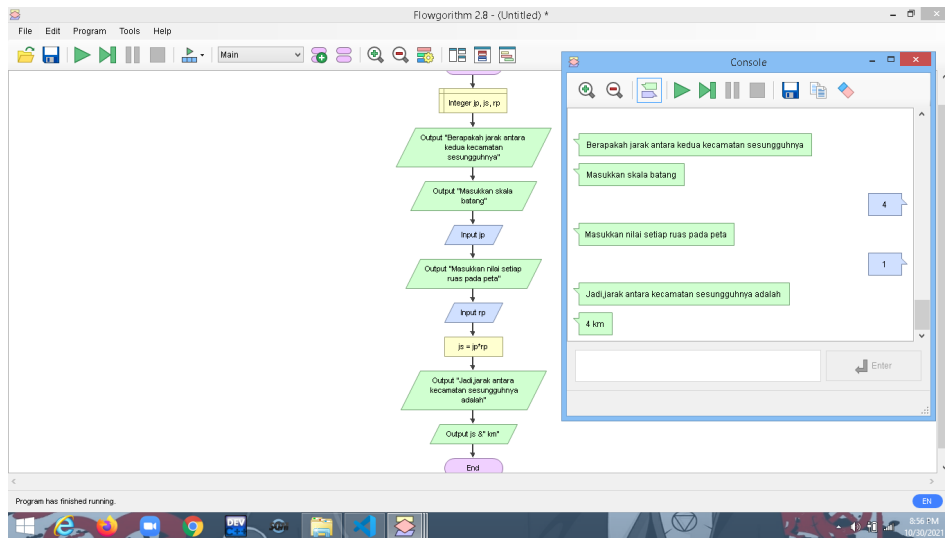 Flowgorithm 2.8 - (Untitled) *
File Edit Program Tools Help
Main
Integer jp, js, rp
Output "Berapakah jarak antara
kedua kecamatan
sesungguhnya"
Output "Masukkan skala
batang"
Input jp
Output "Masukkan nilai setiap
ruas pada peta"
Input rp
js = jp*rp
Output "Jadi,jarak antara
kecamatan sesungguhnya
adalah"
Output js &" km"
End
Console
Berapakah jarak antara kedua kecamatan sesungguhnya
Masukkan skala batang
4
Masukkan nilai setiap ruas pada peta
1
Jadi,jarak antara kecamatan sesungguhnya adalah
4 km
Enter
Program has finished running.
EN
DEV
8:56 PM
10/30/2021